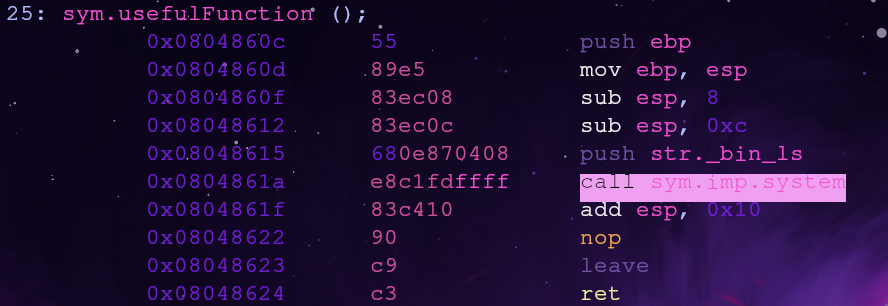 25: sym.usefulFunction ();
0x0804860c 55 push ebp
0x0804860d 89e5 mov ebp, esp
0x0804860f 83ec08 sub esp, 8
0x08048612 83ec0c sub esp, 0xc
0x08048615 680e870408 push str._bin_ls
0x0804861a e8c1fdffff call sym.imp.system
0x0804861f 83c410 add esp, 0x10
0x08048622 90 nop
0x08048623 c9 leave
0x08048624 c3 ret